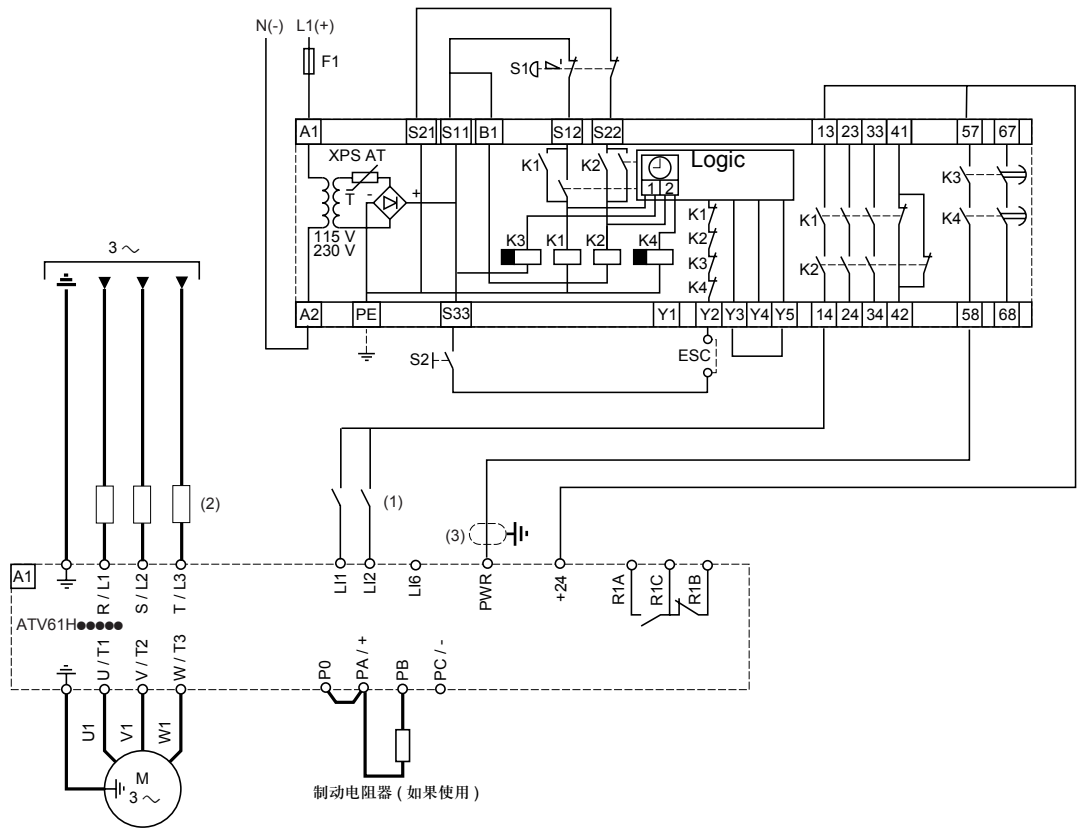 N(-) L1(+)
F1
S1
A1 S21 S11 B1 S12 S22 13 23 33 41 57 67
XPS AT
T
- +
115 V
230 V
K1 K2
Logic
1 2
K3 K1 K2 K4
K1
K2
K3
K4
K1
K2
K3
K4
A2 PE S33 Y1 Y2 Y3 Y4 Y5 14 24 34 42 58 68
S2
ESC
3 ~
(2)
(1)
(3)
A1
R / L1
S / L2
T / L3
LI1
LI2
LI6
PWR
+24
R1A
R1C
R1B
ATV61H●●●●●
U / T1
V / T2
W / T3
P0
PA / +
PB
PC / -
U1
V1
W1
M
3 ~
制动电阻器 ( 如果使用 )